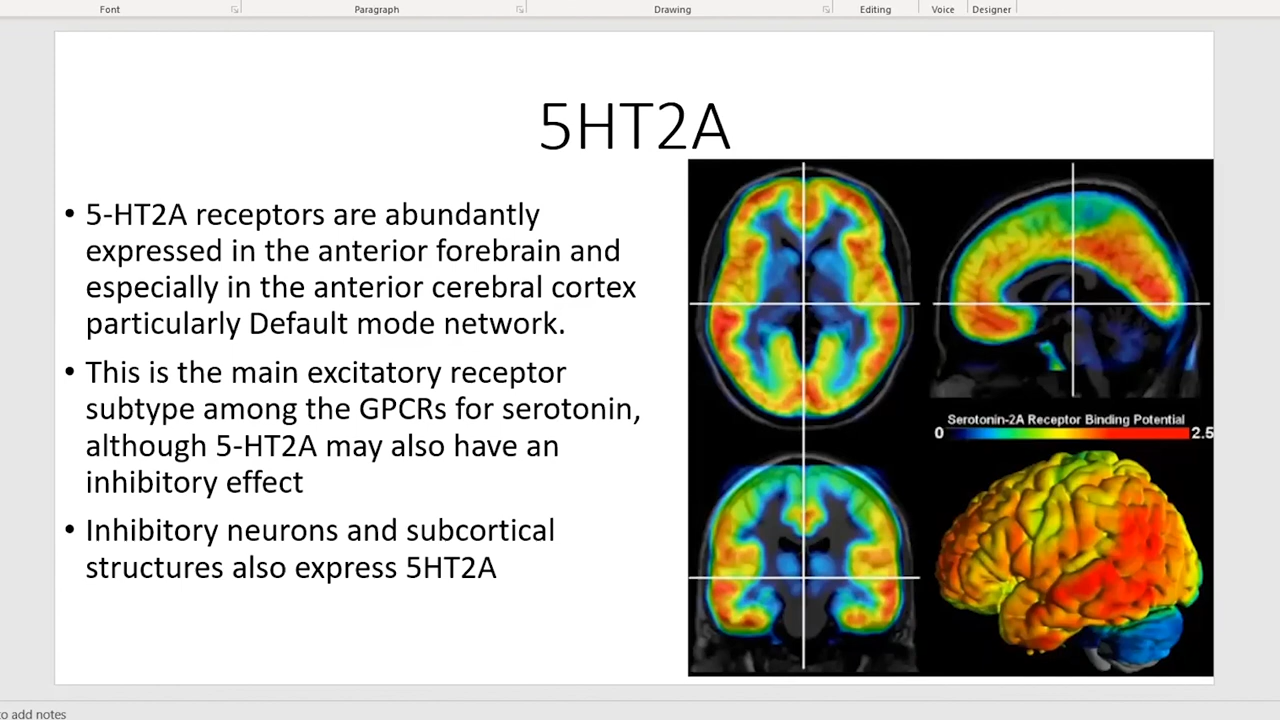 Font
Paragraph
Drawing
Editing
Voice
Designer
5HT2A
• 5-HT2A receptors are abundantly
expressed in the anterior forebrain and
especially in the anterior cerebral cortex
particularly Default mode network.
• This is the main excitatory receptor
subtype among the GPCRs for serotonin,
although 5-HT2A may also have an
inhibitory effect
• Inhibitory neurons and subcortical
structures also express 5HT2A
Serotonin-2A Receptor Binding Potential
0 2.5
to add notes